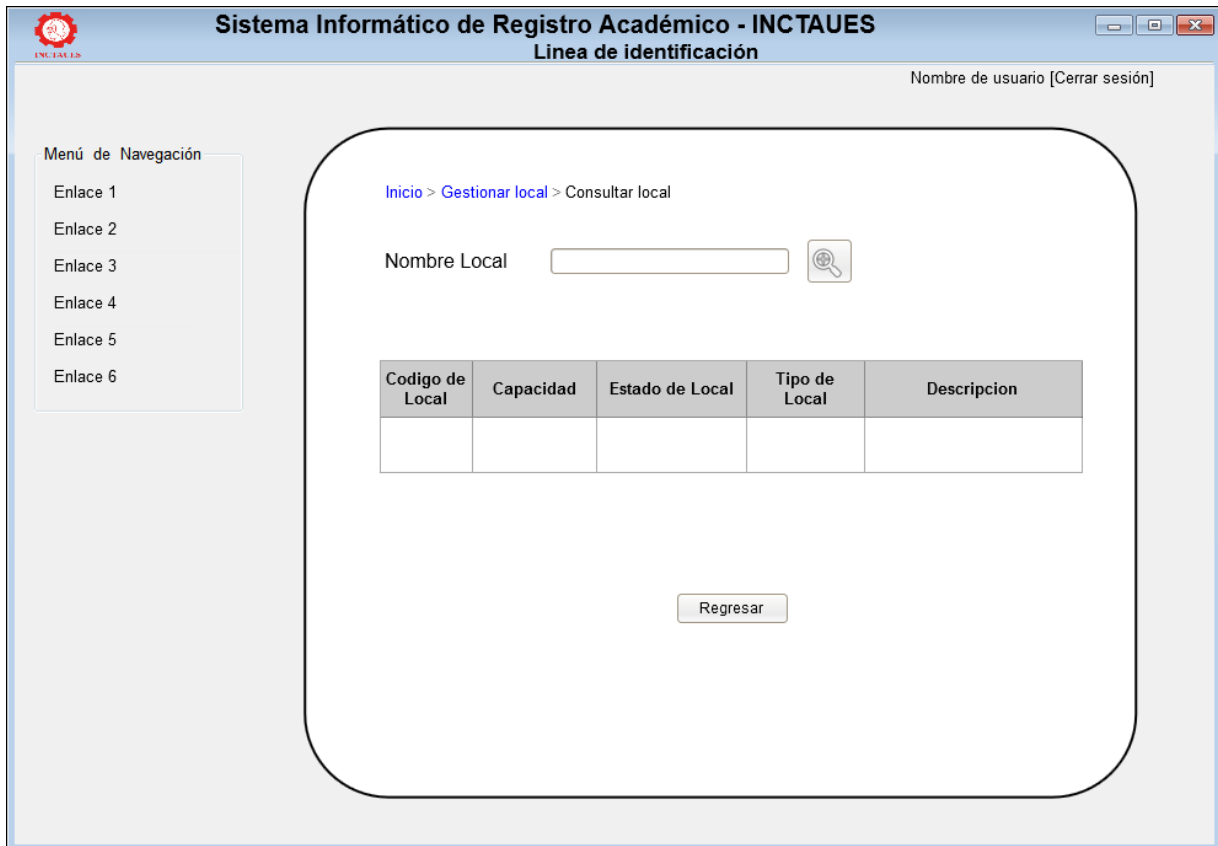 Sistema Informático de Registro Académico - INCTAUES
Linea de identificación
INCTAUES
Nombre de usuario [Cerrar sesión]
Menú de Navegación
Enlace 1
Enlace 2
Enlace 3
Enlace 4
Enlace 5
Enlace 6
Inicio > Gestionar local > Consultar local
Nombre Local
Codigo de
Local
Capacidad
Estado de Local
Tipo de
Local
Descripcion
Regresar